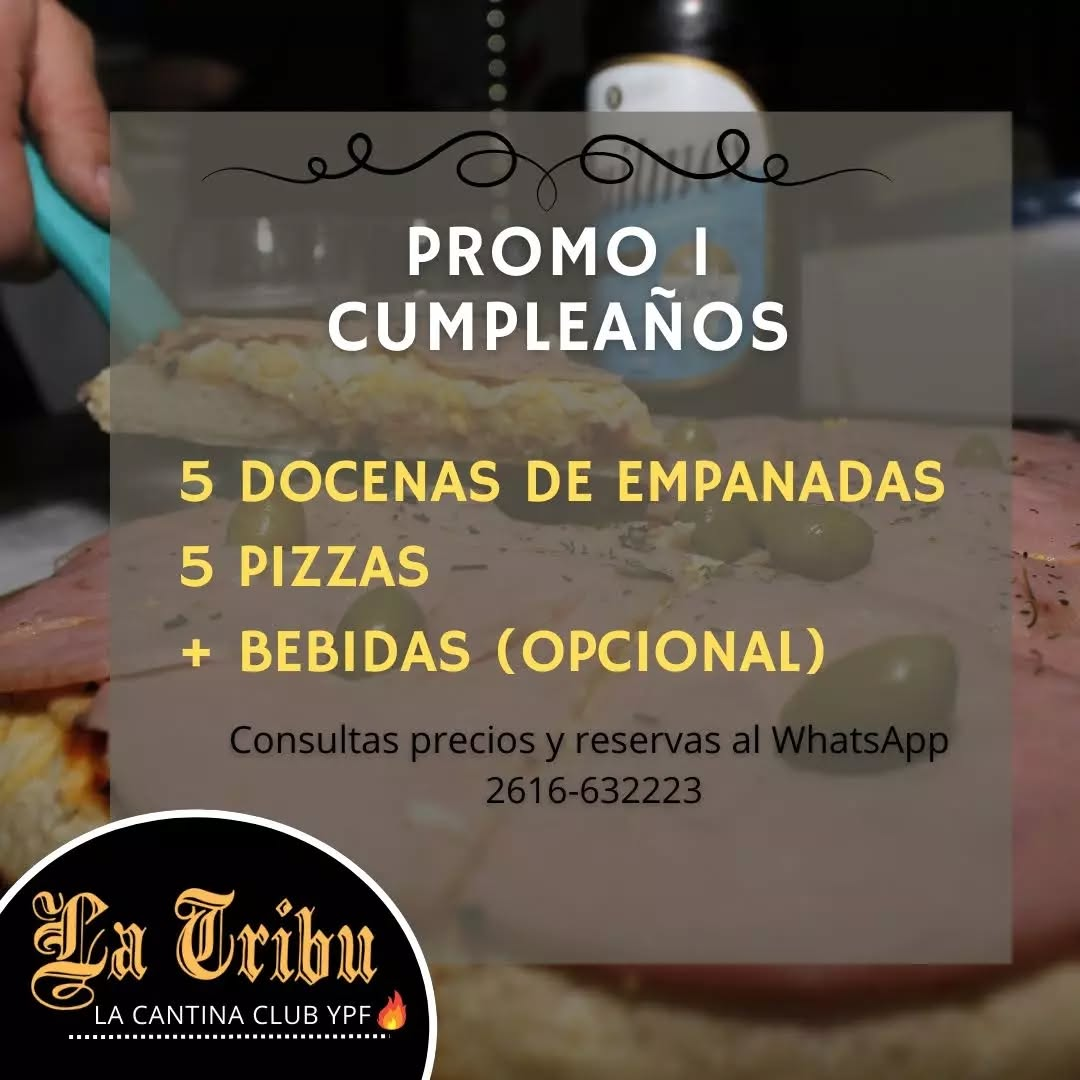 PROMO 1
CUMPLEAÑOS
5 DOCENAS DE EMPANADAS
5 PIZZAS
+ BEBIDAS (OPCIONAL)
Consultas precios y reservas al WhatsApp
2616-632223
La Tribu
LA CANTINA CLUB YPF🔥